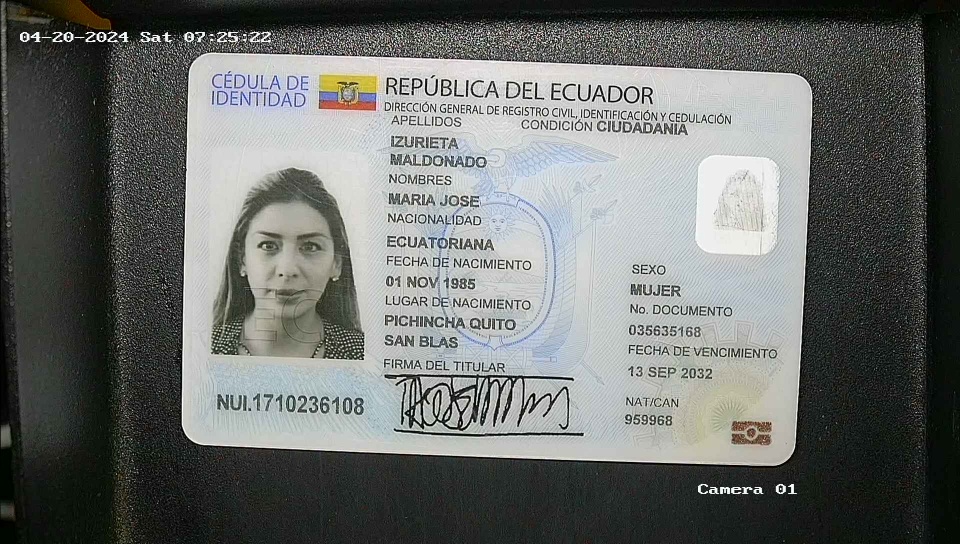 04-20-2024 Sat 07:25:22
CÉDULA DE
IDENTIDAD
REPÚBLICA DEL ECUADOR
DIRECCIÓN GENERAL DE REGISTRO CIVIL, IDENTIFICACIÓN Y CEDULACIÓN
APELLIDOS
CONDICIÓN CIUDADANIA
IZURIETA
MALDONADO
NOMBRES
MARIA JOSE
NACIONALIDAD
ECUATORIANA
FECHA DE NACIMIENTO
01 NOV 1985
LUGAR DE NACIMIENTO
PICHINCHA QUITO
SAN BLAS
FIRMA DEL TITULAR
SEXO
MUJER
No. DOCUMENTO
035635168
FECHA DE VENCIMIENTO
13 SEP 2032
NAT/CAN
959968
NUI.1710236108
Camera 01